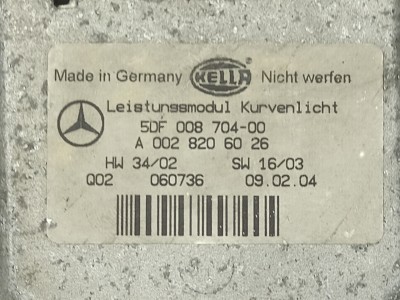 Made in Germany HELLA Nicht werfen
Leistungsmodul Kurvenlicht
5DF 008 704-00
A 002 820 60 26
HW 34/02 SW 16/03
Q02 060736 09.02.04